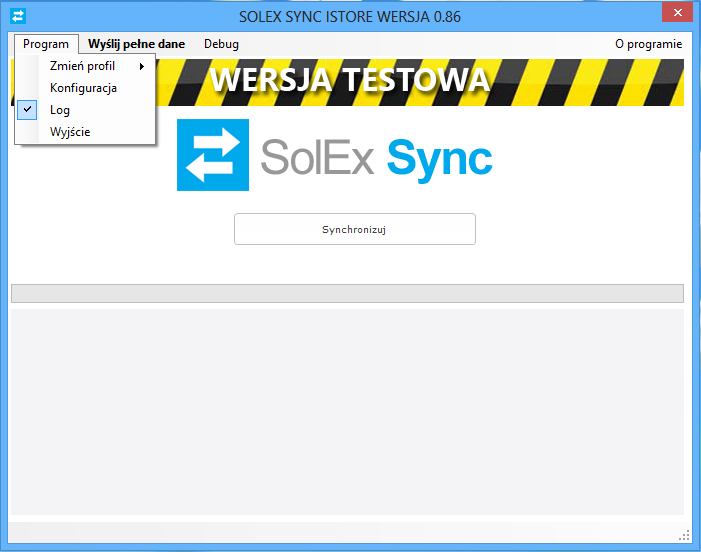 SOLEX SYNC ISTORE WERSJA 0.86
Program Wyślij pełne dane Debug O programie
Zmień profil
Konfiguracja
Log
Wyjście
WERSJA TESTOWA
SolEx Sync
Synchronizuj